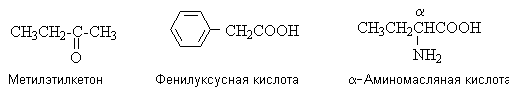 α
CH3CH2-C-CH3
O
CH2COOH
CH3CH2CHCOOH
NH2
Метилэтилкетон
Фенилуксусная кислота
α-Аминомасляная кислота